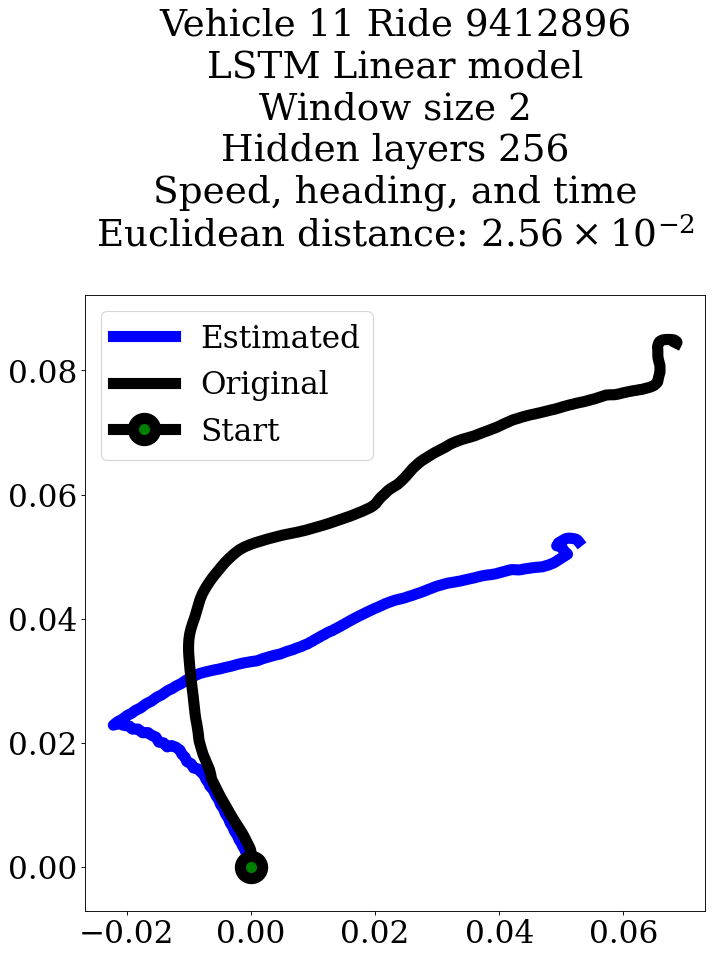 Vehicle 11 Ride 9412896
LSTM Linear model
Window size 2
Hidden layers 256
Speed, heading, and time
Euclidean distance: 2.56 × 10⁻²
Estimated
Original
Start
0.08
0.06
0.04
0.02
0.00
−0.02 0.00 0.02 0.04 0.06